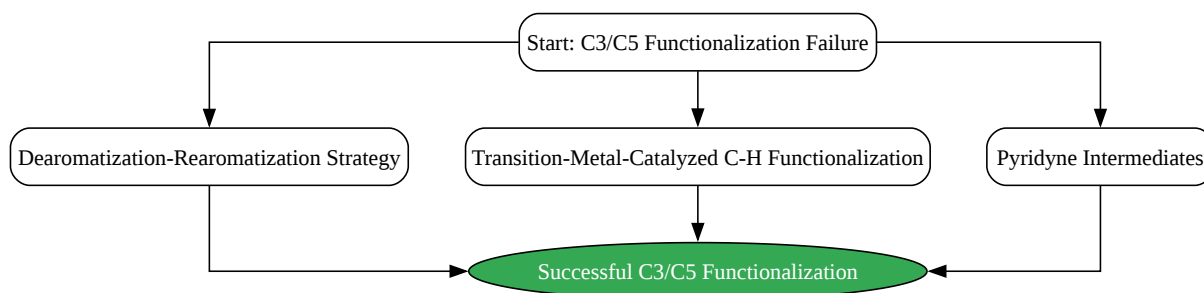 Start: C3/C5 Functionalization Failure
Dearomatization-Rearomatization Strategy
Transition-Metal-Catalyzed C-H Functionalization
Pyridyne Intermediates
Successful C3/C5 Functionalization